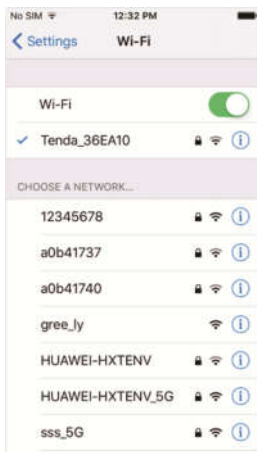 No SIM 12:32 PM
Settings Wi-Fi
Wi-Fi
Tenda_36EA10
CHOOSE A NETWORK...
12345678
a0b41737
a0b41740
gree_ly
HUAWEI-HXTENV
HUAWEI-HXTENV_5G
sss_5G